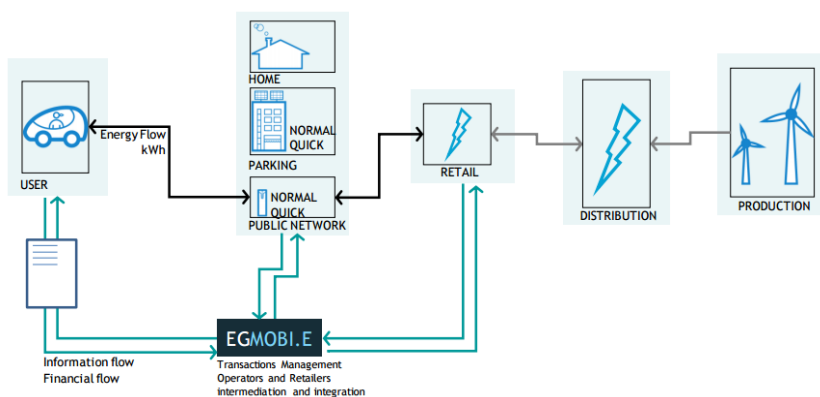 HOME
NORMAL
QUICK
PARKING
Energy Flow
kWh
USER
NORMAL
QUICK
PUBLIC NETWORK
RETAIL
DISTRIBUTION
PRODUCTION
EGMOBI.E
Information flow
Financial flow
Transactions Management
Operators and Retailers
intermediation and integration